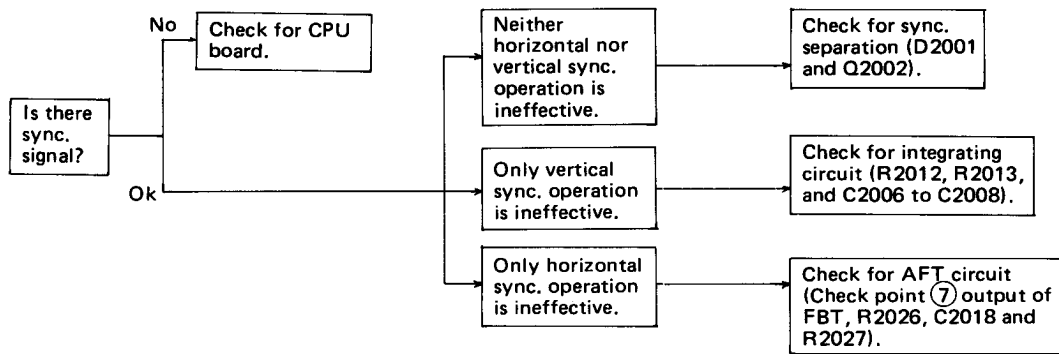 No
Check for CPU
board.
Is there
sync.
signal?
Ok
Neither
horizontal nor
vertical sync.
operation is
ineffective.
Check for sync.
separation (D2001
and Q2002).
Only vertical
sync. operation
is ineffective.
Check for integrating
circuit (R2012, R2013,
and C2006 to C2008).
Only horizontal
sync. operation
is ineffective.
Check for AFT circuit
(Check point ⑦ output of
FBT, R2026, C2018 and
R2027).